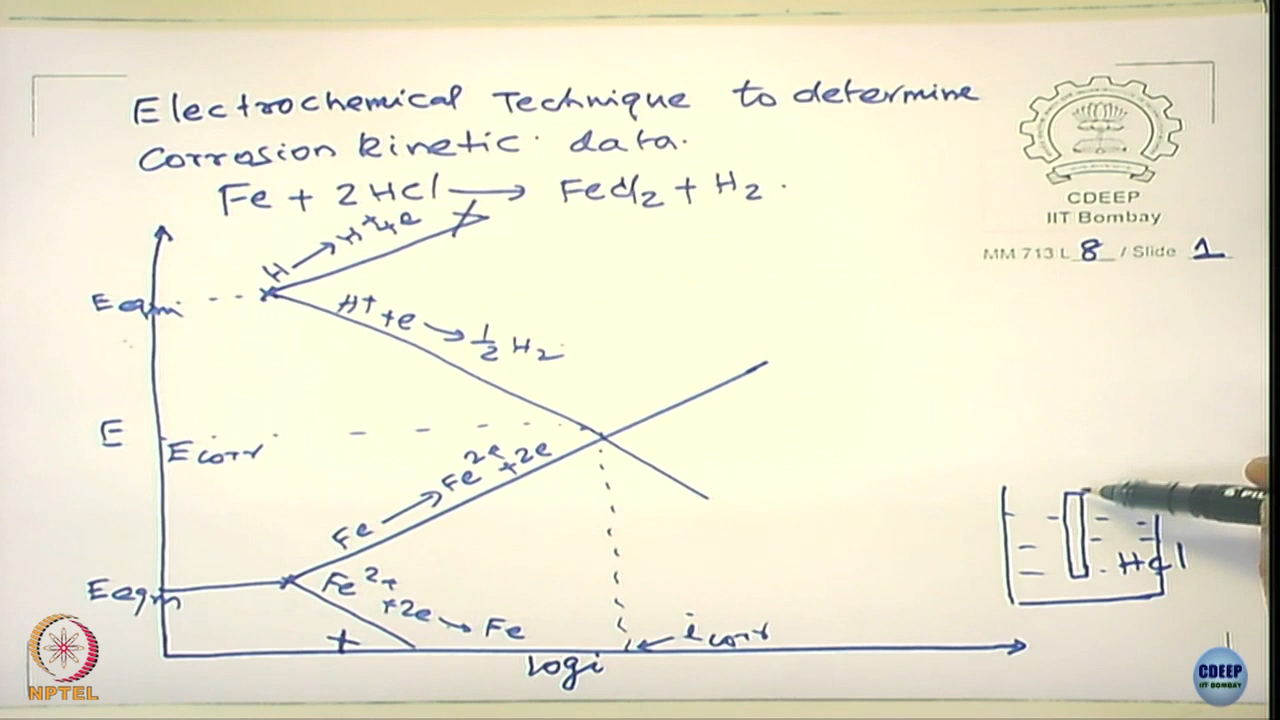 Electrochemical Technique to determine
Corrosion kinetic data.
Fe + 2HCl → FeCl2 + H2.
CDEEP
IIT Bombay
MM 713 L 8 / Slide 1
H → H+ + e
Eeqm
H+ + e → 1/2 H2
E
Ecorr
Fe → Fe2+ + 2e
Eeqm
Fe2+ + 2e → Fe
icorr
log i
HCl
NPTEL
CDEEP
IIT BOMBAY